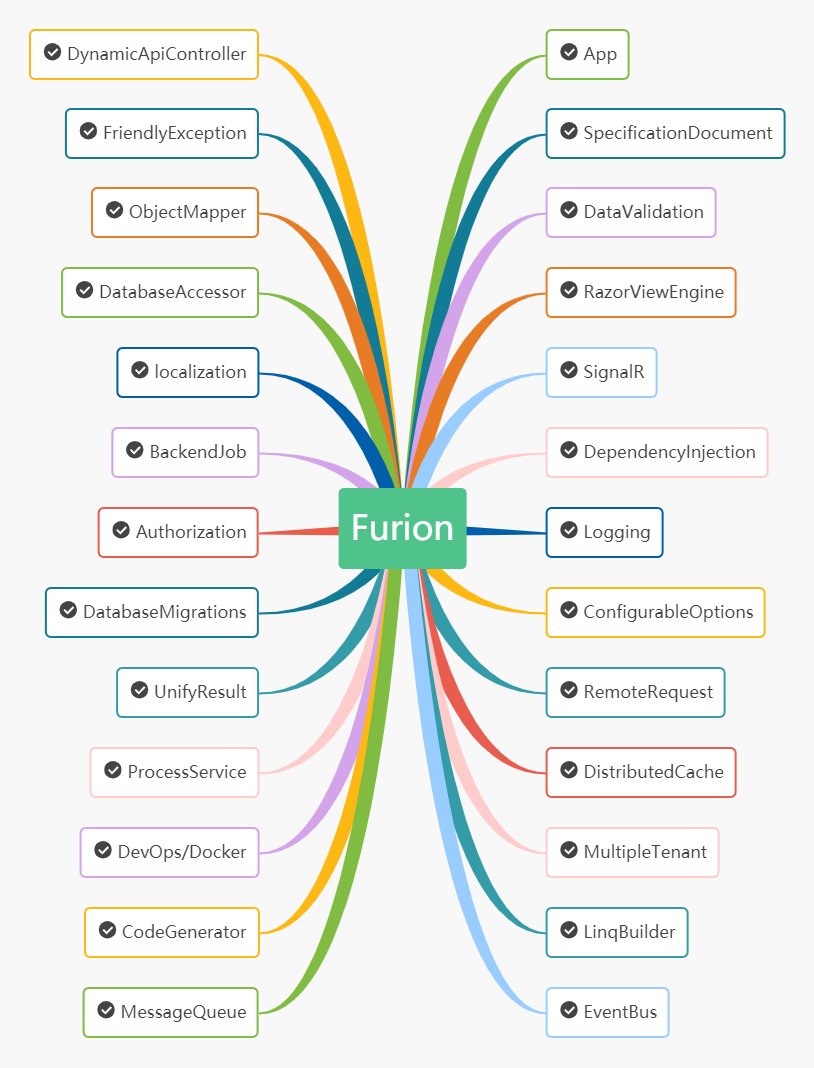 DynamicApiController
App
FriendlyException
SpecificationDocument
ObjectMapper
DataValidation
DatabaseAccessor
RazorViewEngine
localization
SignalR
BackendJob
DependencyInjection
Furion
Authorization
Logging
DatabaseMigrations
ConfigurableOptions
UnifyResult
RemoteRequest
ProcessService
DistributedCache
DevOps/Docker
MultipleTenant
CodeGenerator
LinqBuilder
MessageQueue
EventBus